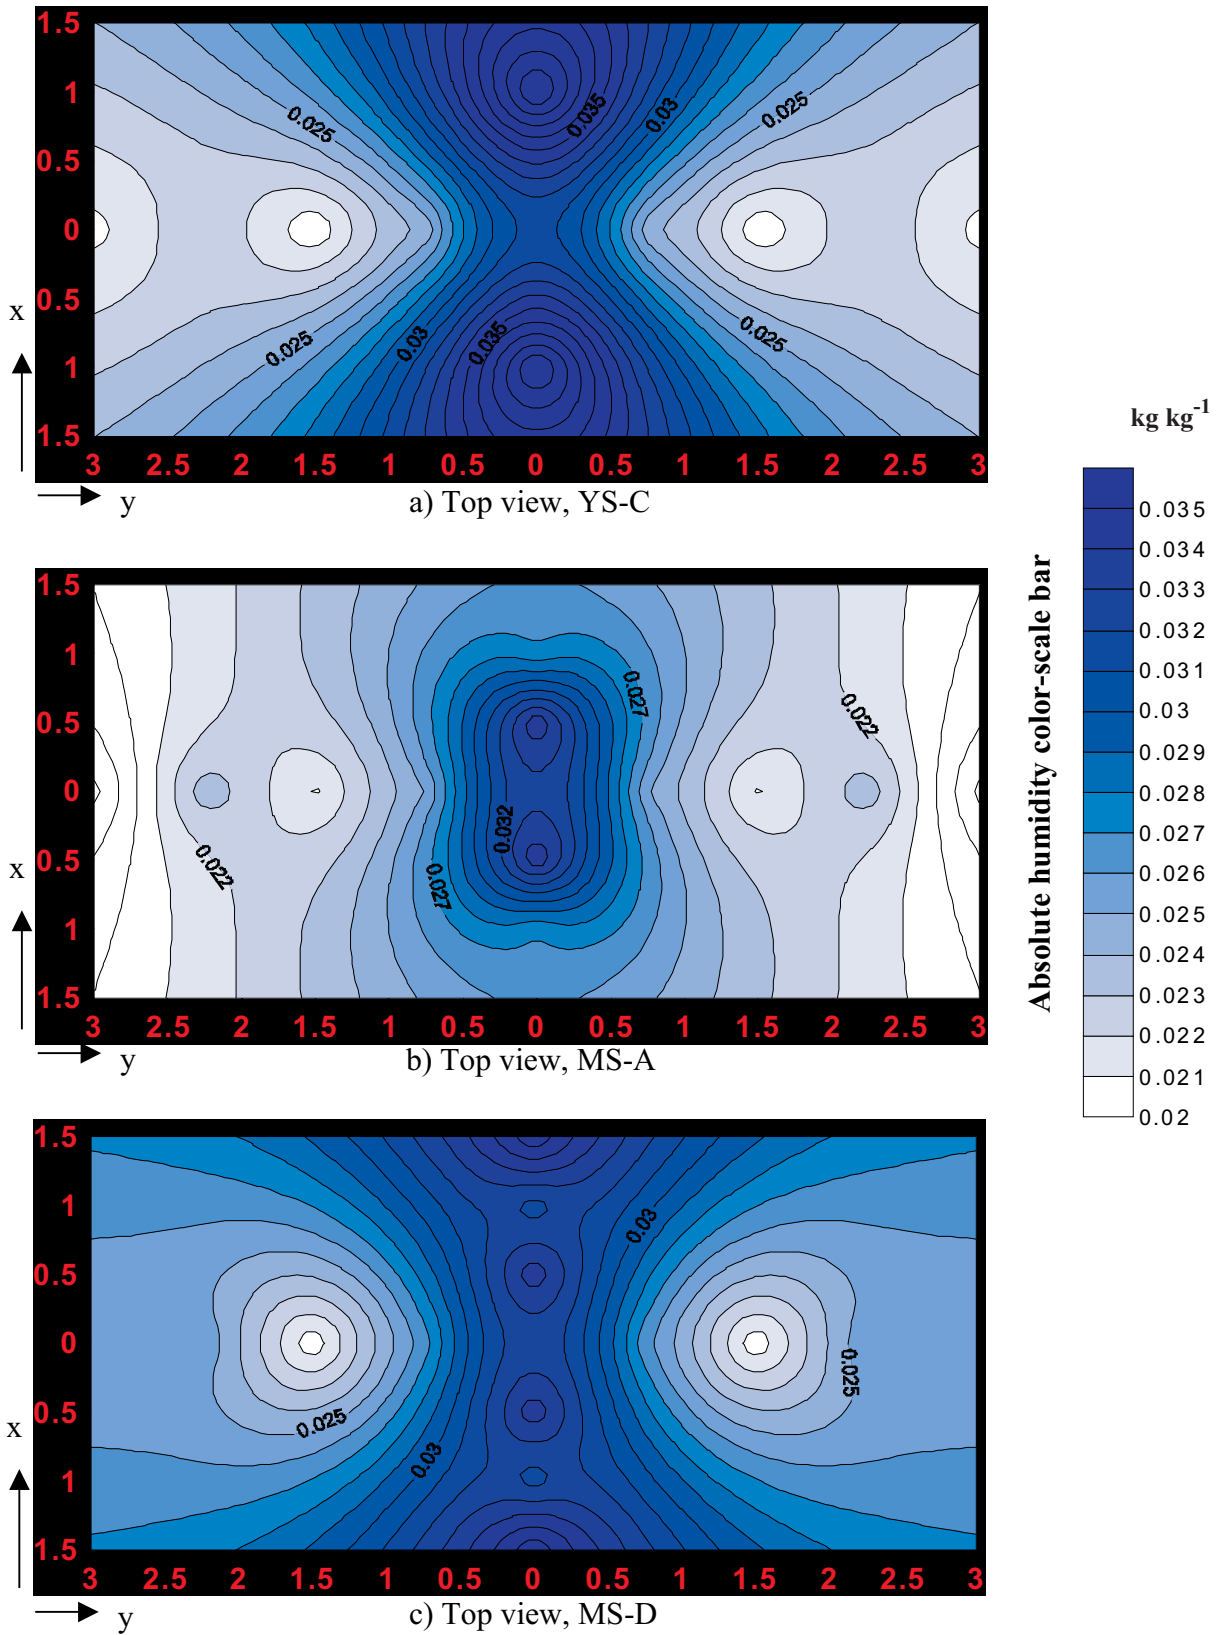 1.5
1
0.5
0
0.5
1
1.5
x
y
3 2.5 2 1.5 1 0.5 0 0.5 1 1.5 2 2.5 3
0.025 0.035 0.03 0.025
0.025 0.03 0.035 0.025
a) Top view, YS-C
1.5
1
0.5
0
0.5
1
1.5
x
y
3 2.5 2 1.5 1 0.5 0 0.5 1 1.5 2 2.5 3
0.027 0.022
0.032
0.022 0.027
b) Top view, MS-A
1.5
1
0.5
0
0.5
1
1.5
x
y
3 2.5 2 1.5 1 0.5 0 0.5 1 1.5 2 2.5 3
0.03
0.025
0.025 0.03
c) Top view, MS-D
Absolute humidity color-scale bar
kg kg-1
0.035
0.034
0.033
0.032
0.031
0.03
0.029
0.028
0.027
0.026
0.025
0.024
0.023
0.022
0.021
0.02